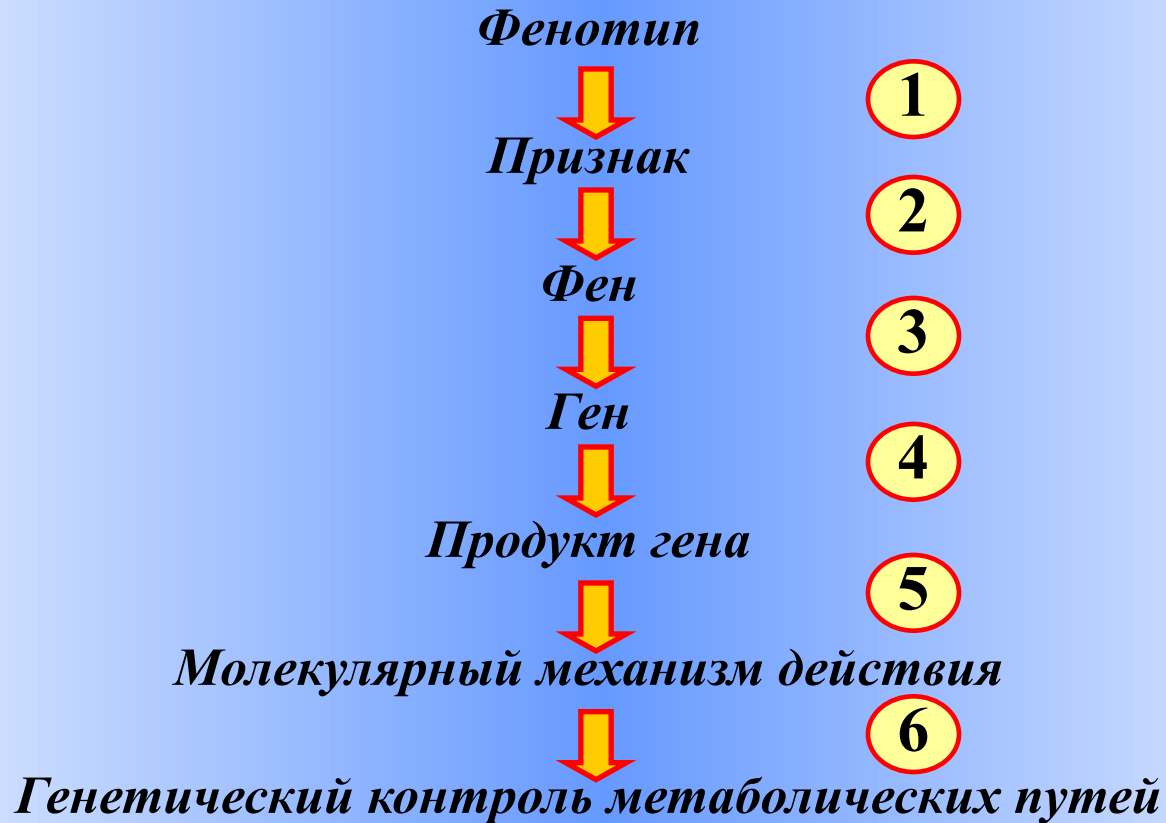 Фенотип
1
Признак
2
Фен
3
Ген
4
Продукт гена
5
Молекулярный механизм действия
6
Генетический контроль метаболических путей